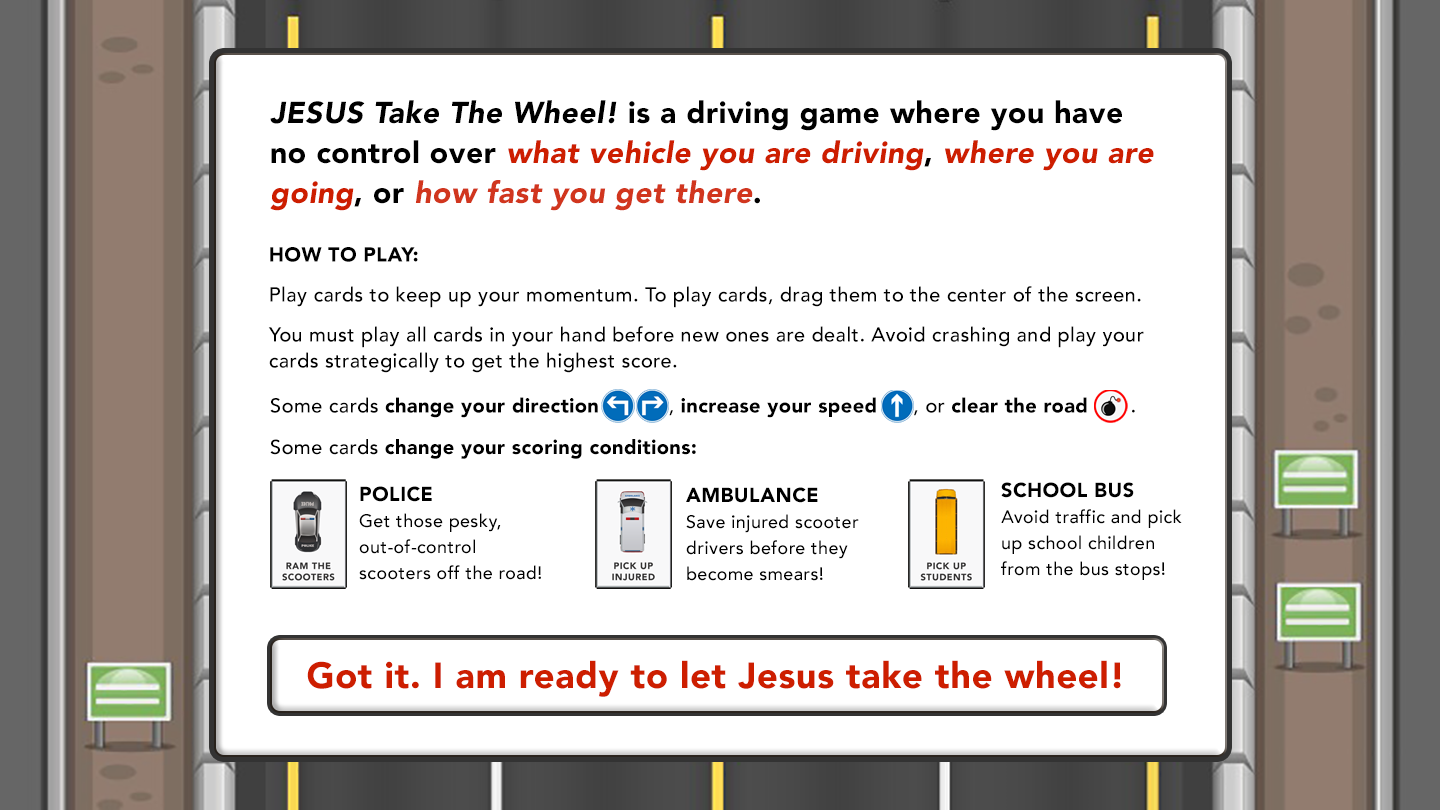 JESUS Take The Wheel! is a driving game where you have
no control over what vehicle you are driving, where you are
going, or how fast you get there.
HOW TO PLAY:
Play cards to keep up your momentum. To play cards, drag them to the center of the screen.
You must play all cards in your hand before new ones are dealt. Avoid crashing and play your
cards strategically to get the highest score.
Some cards change your direction , increase your speed , or clear the road .
Some cards change your scoring conditions:
RAM THE
SCOOTERS
POLICE
Get those pesky,
out-of-control
scooters off the road!
PICK UP
INJURED
AMBULANCE
Save injured scooter
drivers before they
become smears!
PICK UP
STUDENTS
SCHOOL BUS
Avoid traffic and pick
up school children
from the bus stops!
Got it. I am ready to let Jesus take the wheel!